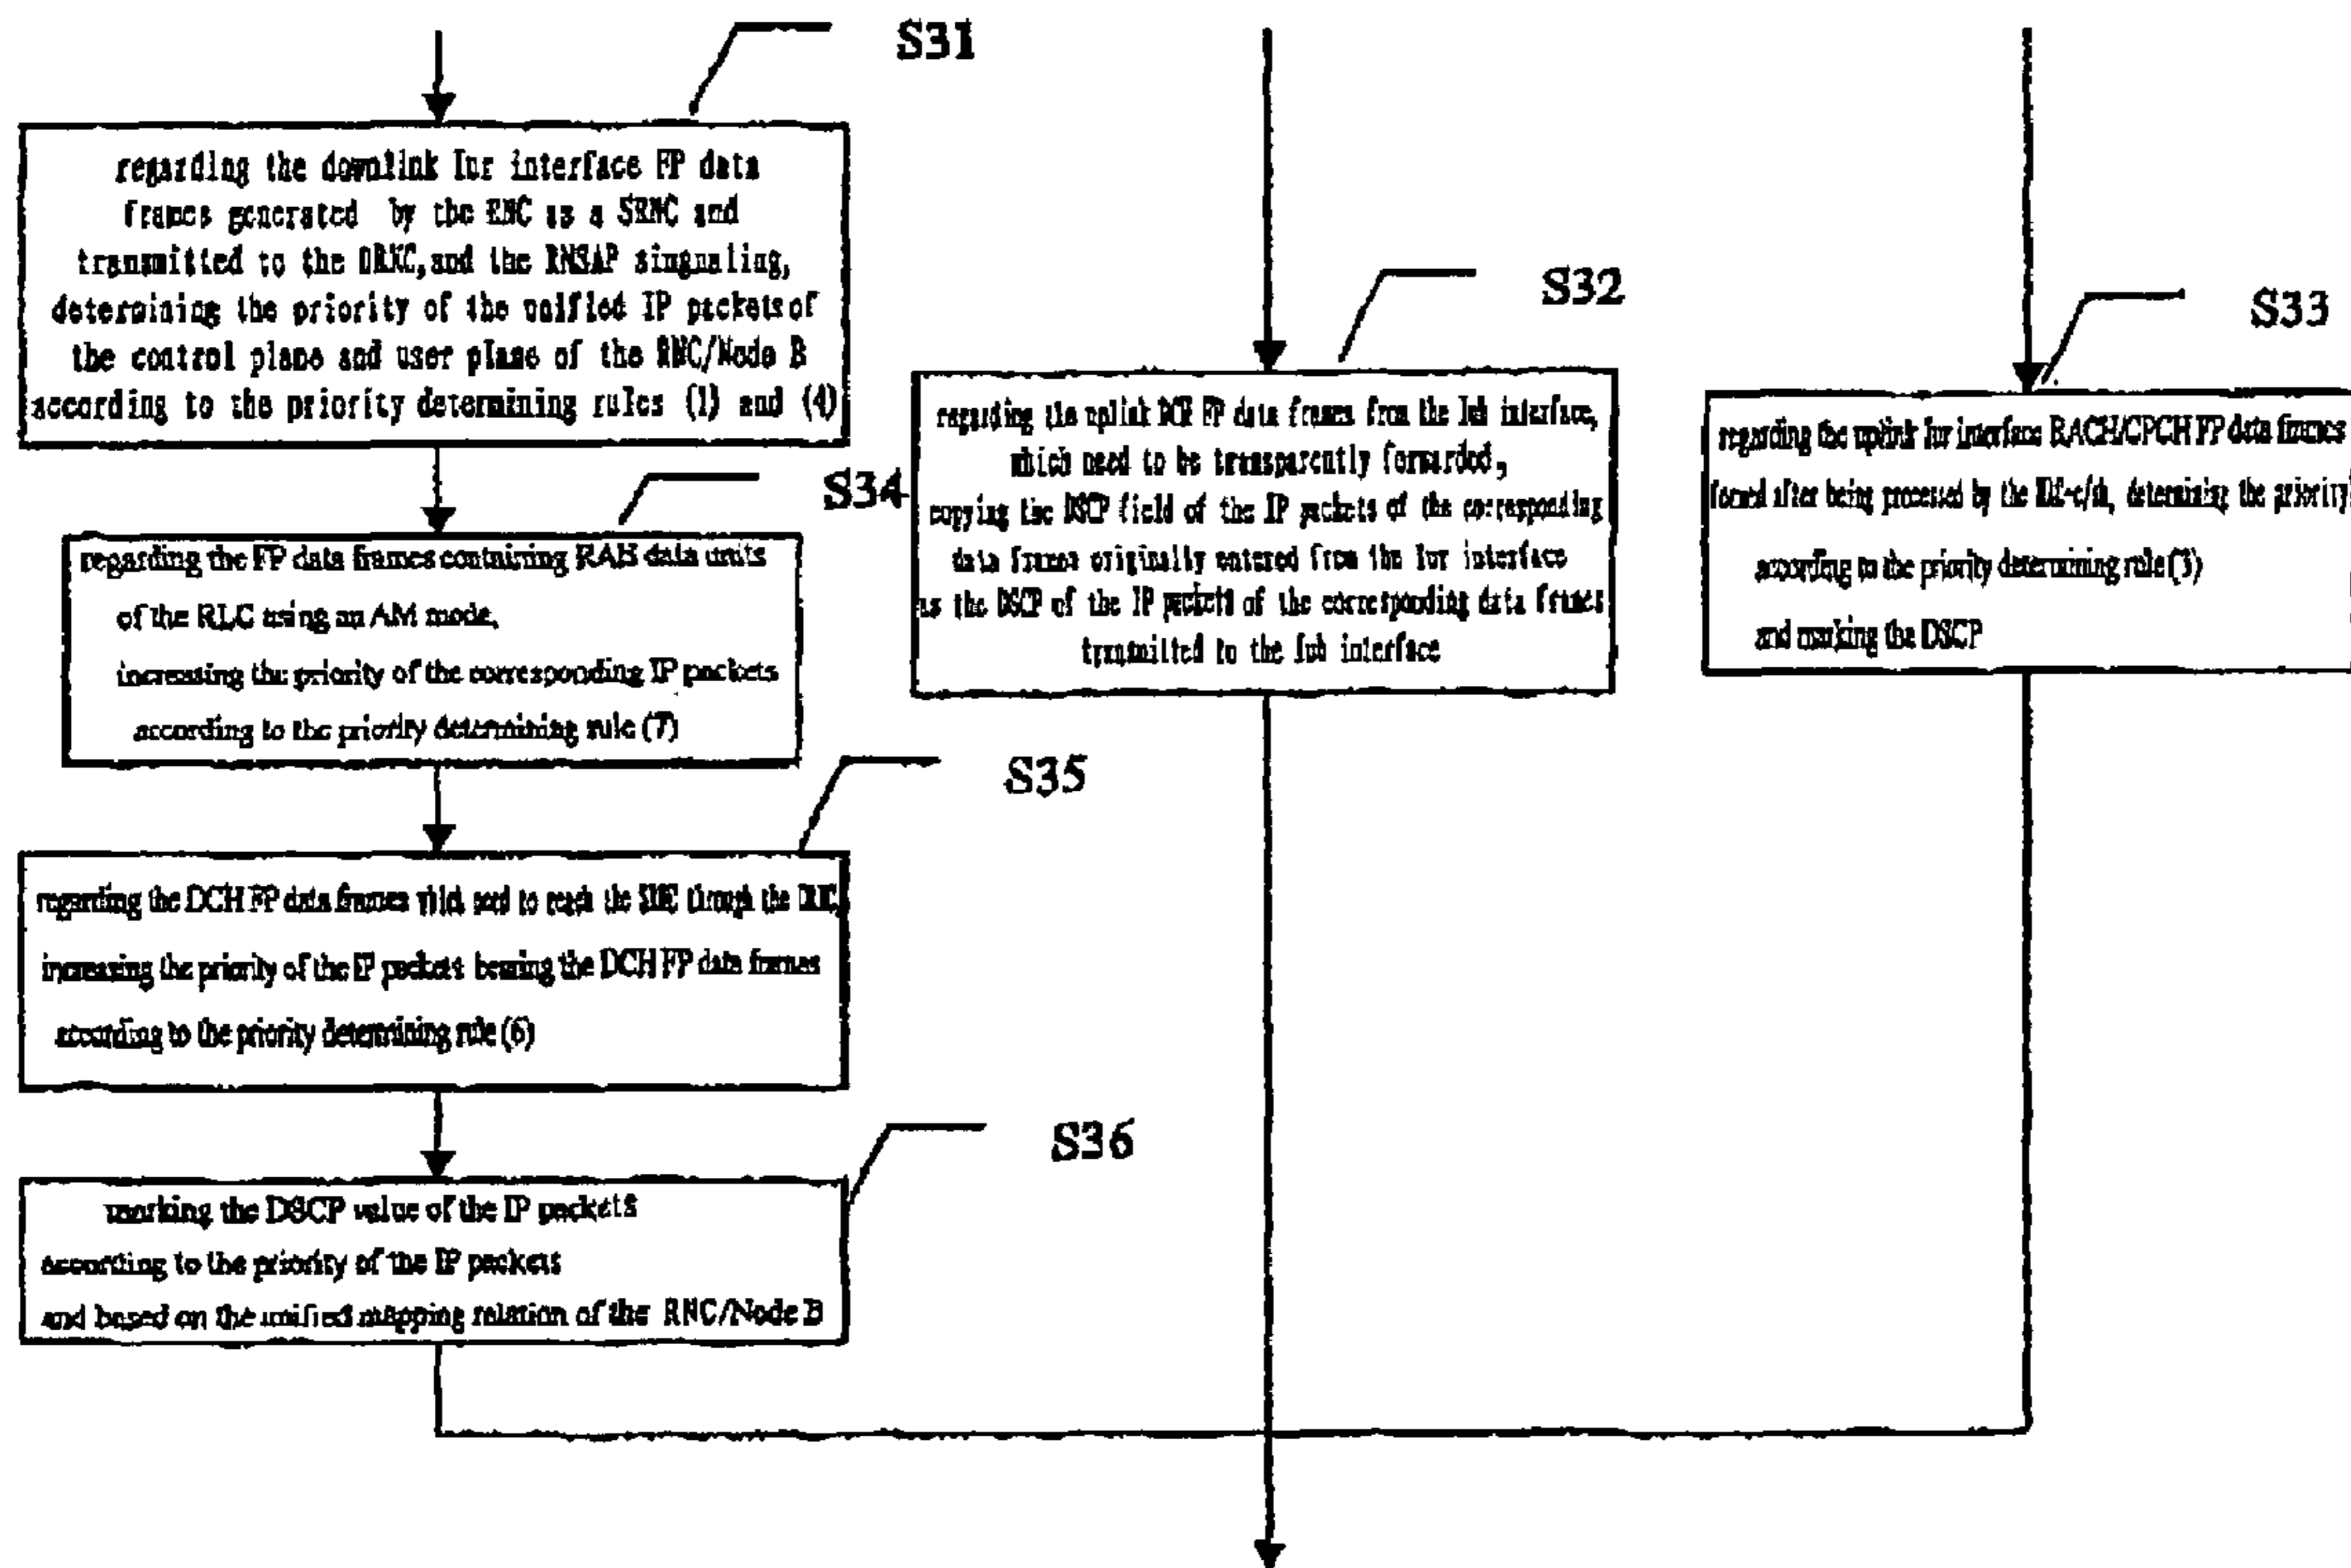 S31
regarding the downlink Iur interface FP data
frames generated by the RNC as a SRNC and
transmitted to the DRNC, and the RNSAP singnaling,
determining the priority of the unified IP packets of
the control plane and user plane of the RNC/Node B
according to the priority determining rules (1) and (4)
S32
regarding the uplink DCH FP data frames from the Iub interface,
which need to be transparently forwarded,
copying the DSCP field of the IP packets of the corresponding
data frames originally entered from the Iur interface
as the DSCP of the IP packets of the corresponding data frames
transmitted to the Iub interface
S33
regarding the uplink Iur interface RACH/CPCH FP data frames
formed after being processed by the determining the priority
according to the priority determining rule (3)
and marking the DSCP
S34
regarding the FP data frames containing RAB data units
of the RLC using an AM mode,
increasing the priority of the corresponding IP packets
according to the priority determining rule (7)
S35
regarding the DCH FP data frames which need to reach the through the
increasing the priority of the IP packets bearing the DCH FP data frames
according to the priority determining rule (6)
S36
marking the DSCP value of the IP packets
according to the priority of the IP packets
and based on the unified mapping relation of the RNC/Node B